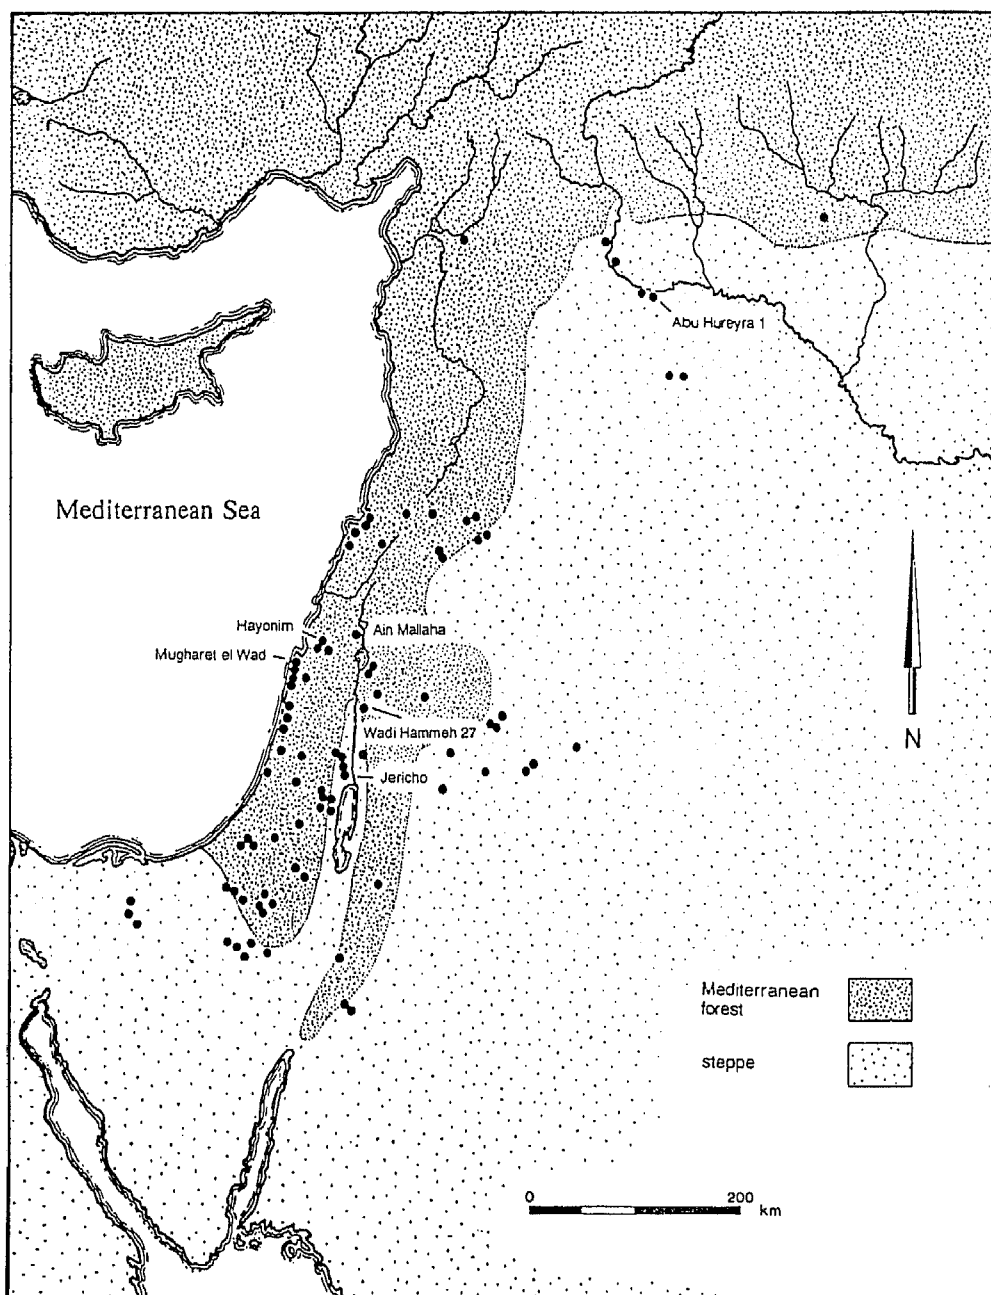 Abu Hureyra 1
Mediterranean Sea
Hayonim
Ain Mallaha
Mugharet el Wad
Wadi Hammeh 27
Jericho
N
Mediterranean
forest
steppe
0 200
km